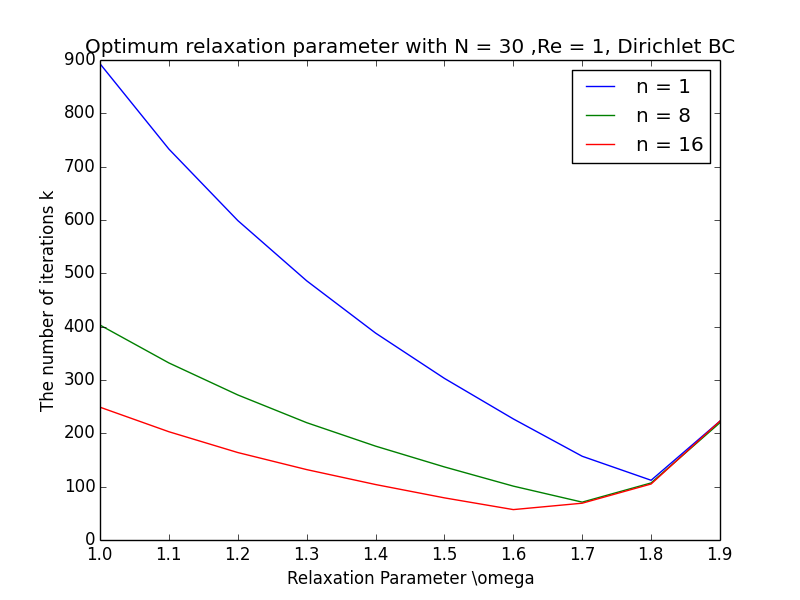 Optimum relaxation parameter with N = 30 ,Re = 1, Dirichlet BC
900
800
700
600
500
400
300
200
100
0
The number of iterations k
n = 1
n = 8
n = 16
1.0 1.1 1.2 1.3 1.4 1.5 1.6 1.7 1.8 1.9
Relaxation Parameter \omega